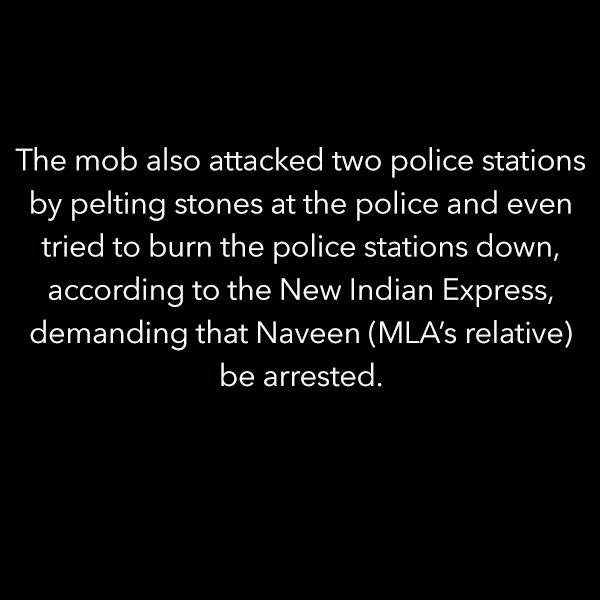 The mob also attacked two police stations
by pelting stones at the police and even
tried to burn the police stations down,
according to the New Indian Express,
demanding that Naveen (MLA’s relative)
be arrested.